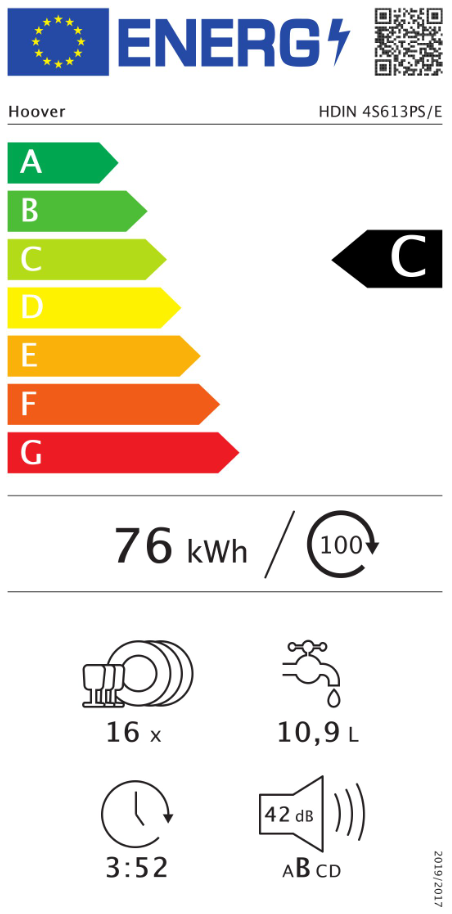 ENERG
Hoover HDIN 4S613PS/E
A
B
C
C
D
E
F
G
76 kWh / 100
16 x
10,9 L
3:52
42 dB
ABCD
2019/2017